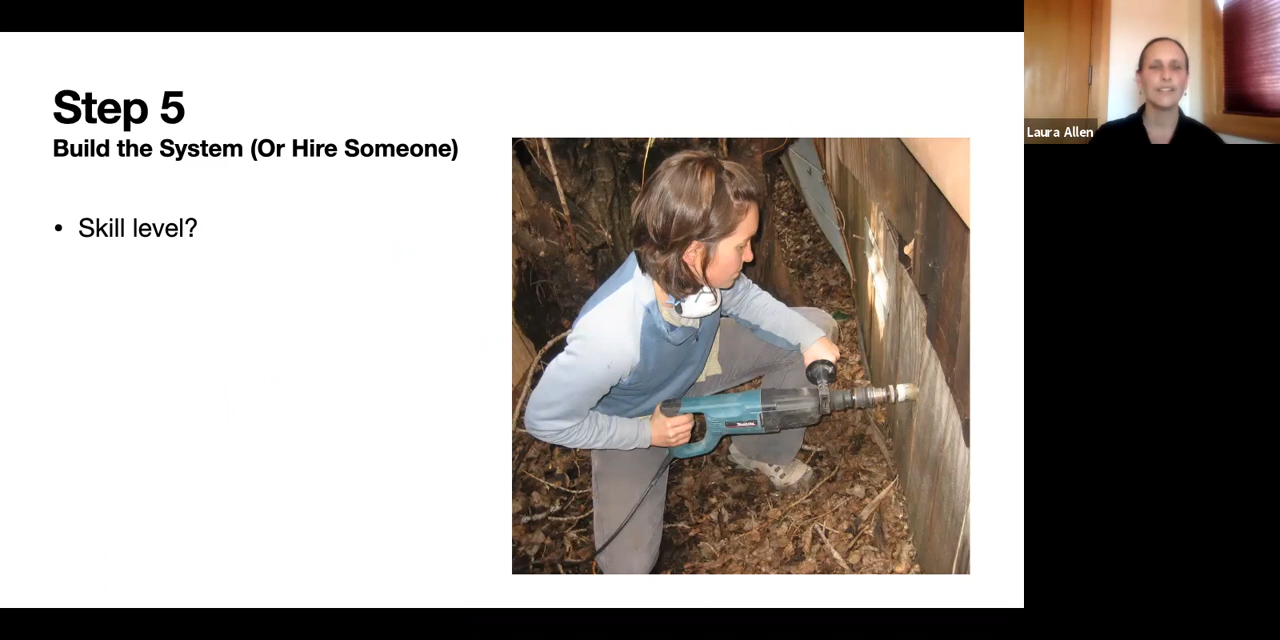 Step 5
Build the System (Or Hire Someone)
• Skill level?
Laura Allen